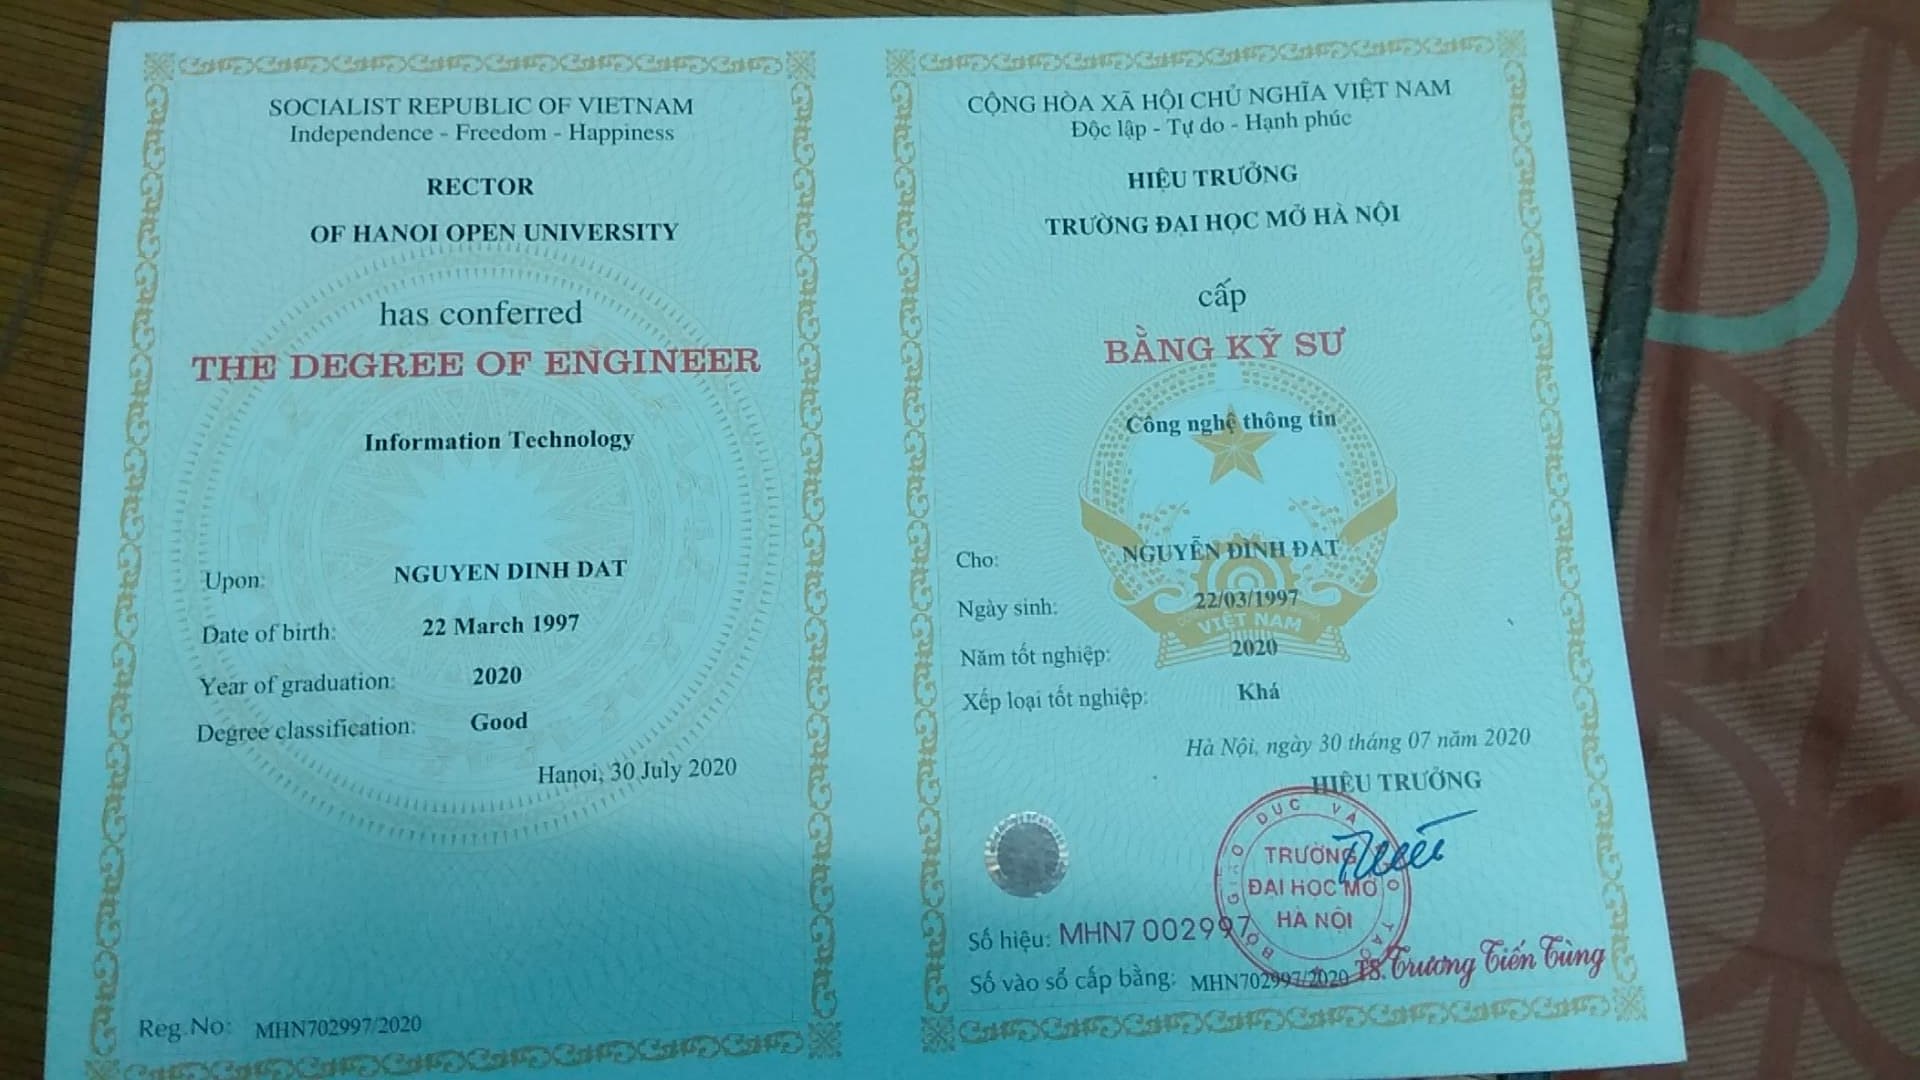 SOCIALIST REPUBLIC OF VIETNAM
Independence - Freedom - Happiness
RECTOR
OF HANOI OPEN UNIVERSITY
has conferred
THE DEGREE OF ENGINEER
Information Technology
Upon: NGUYEN DINH DAT
Date of birth: 22 March 1997
Year of graduation: 2020
Degree classification: Good
Hanoi, 30 July 2020
Reg.No: MHN702997/2020
CỘNG HÒA XÃ HỘI CHỦ NGHĨA VIỆT NAM
Độc lập - Tự do - Hạnh phúc
HIỆU TRƯỞNG
TRƯỜNG ĐẠI HỌC MỞ HÀ NỘI
cấp
BẰNG KỸ SƯ
Công nghệ thông tin
Cho: NGUYỄN ĐÌNH ĐẠT
Ngày sinh: 22/03/1997
VIỆT NAM
Năm tốt nghiệp: 2020
Xếp loại tốt nghiệp: Khá
Hà Nội, ngày 30 tháng 07 năm 2020
HIỆU TRƯỞNG
BỘ GIÁO DỤC VÀ ĐÀO TẠO
TRƯỜNG
ĐẠI HỌC MỞ
HÀ NỘI
Số hiệu: MHN7 002997
Số vào sổ cấp bằng: MHN702997/2020
TS. Trương Tiến Tùng